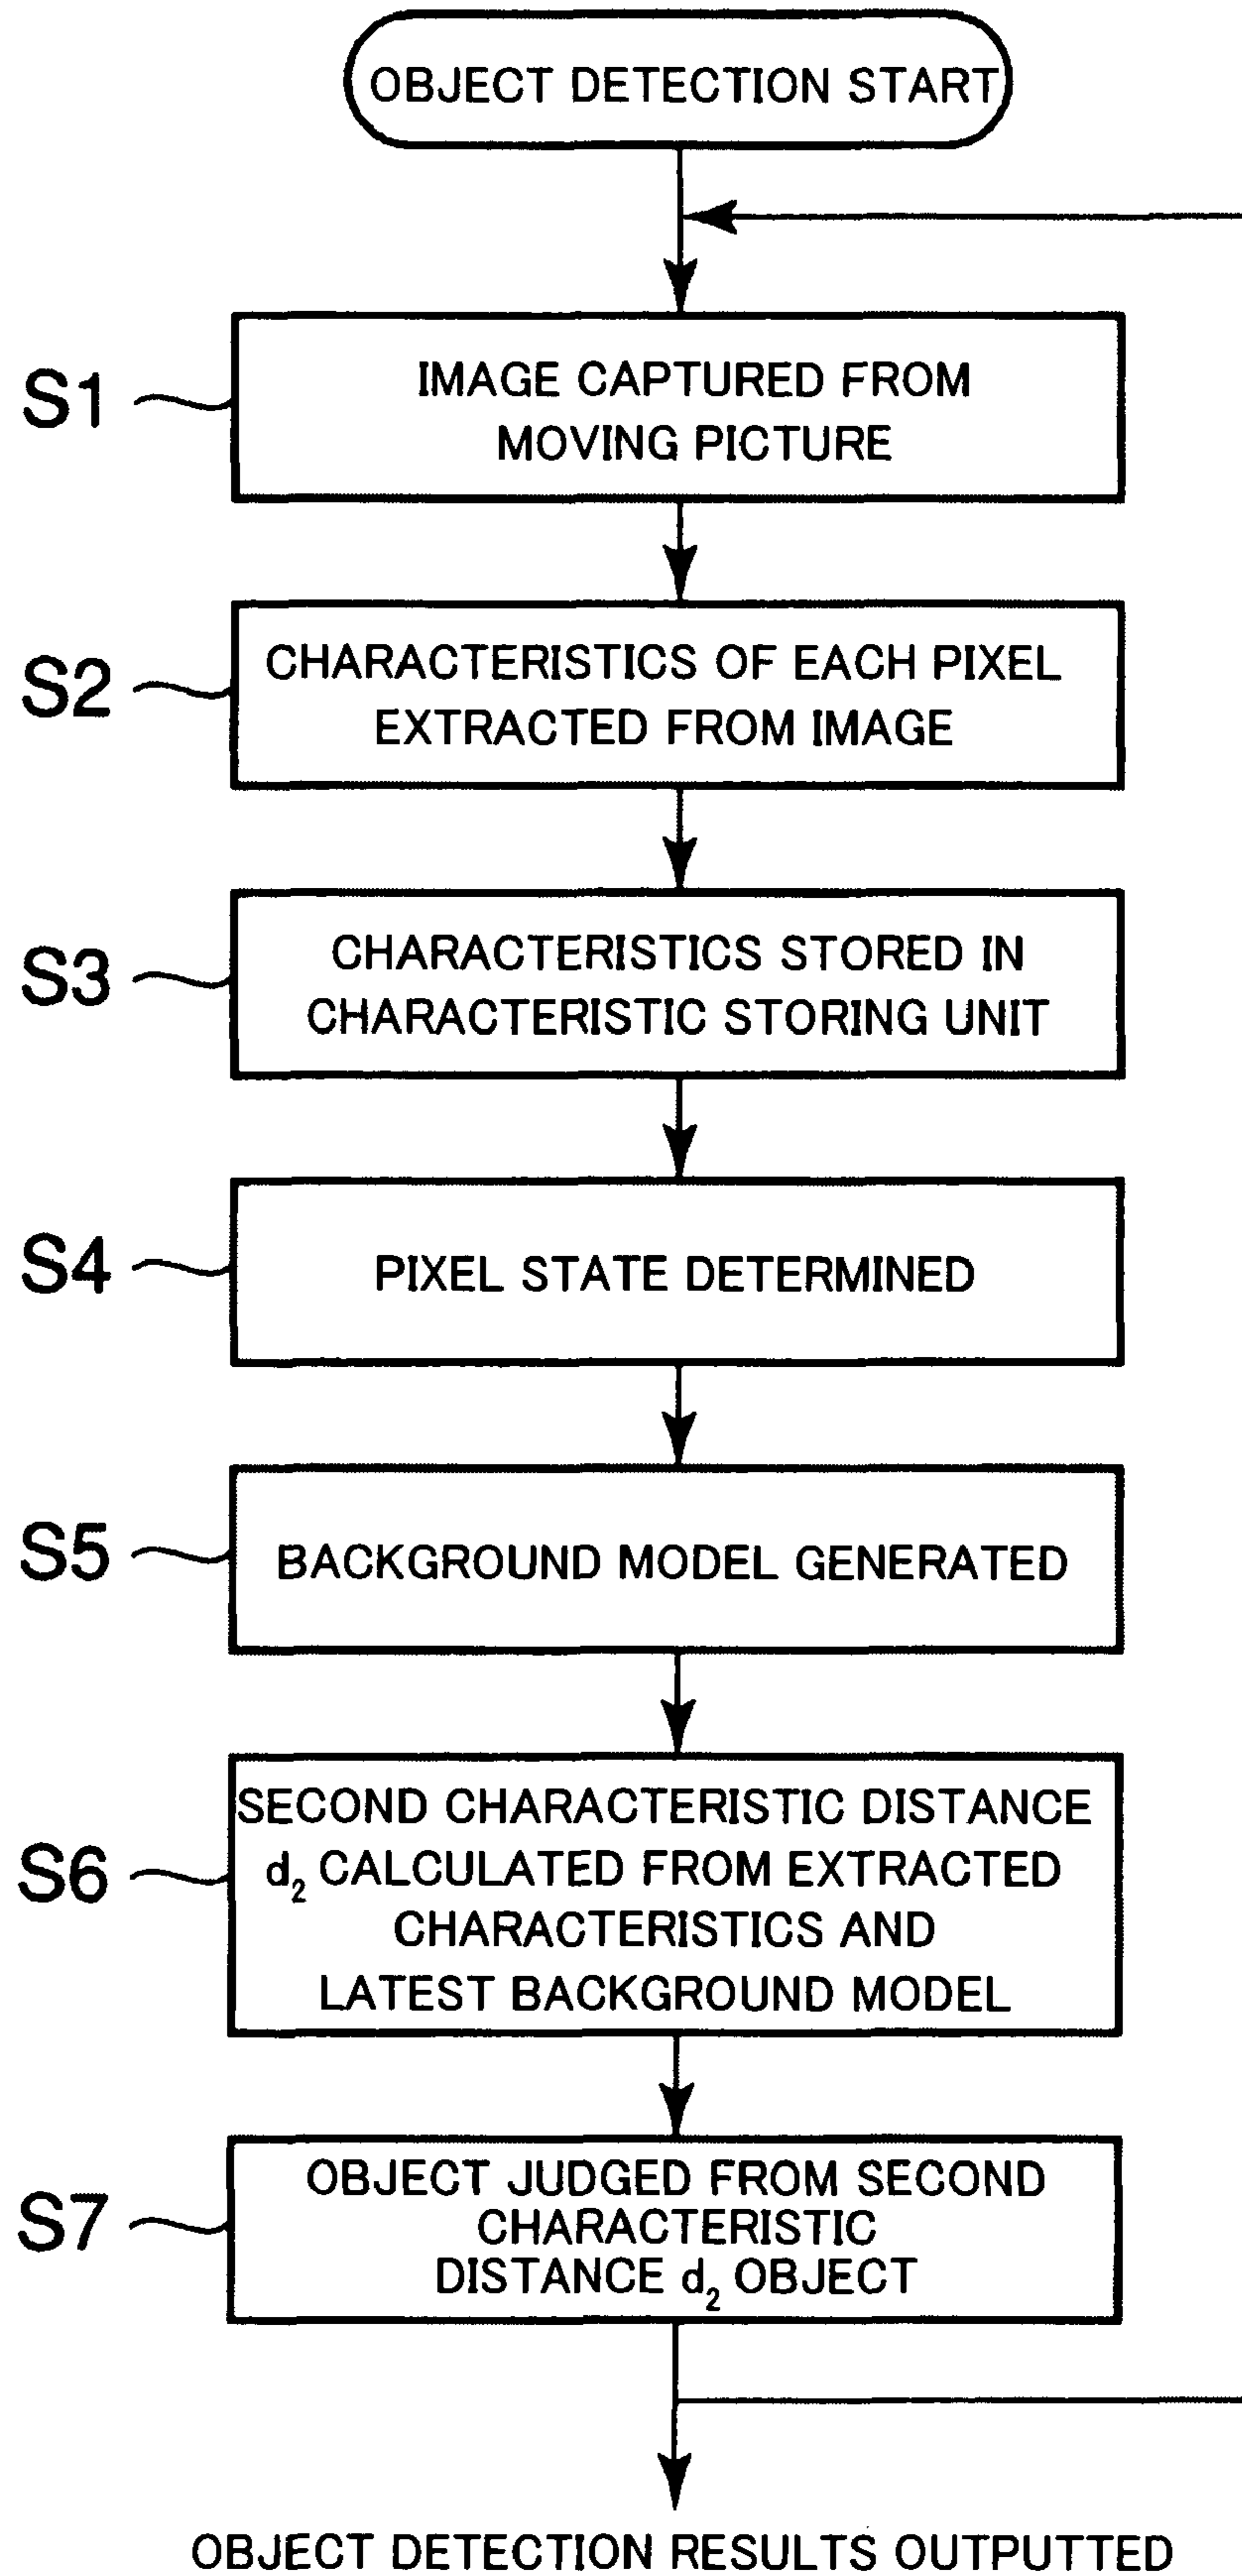 OBJECT DETECTION START
S1
IMAGE CAPTURED FROM
MOVING PICTURE
S2
CHARACTERISTICS OF EACH PIXEL
EXTRACTED FROM IMAGE
S3
CHARACTERISTICS STORED IN
CHARACTERISTIC STORING UNIT
S4
PIXEL STATE DETERMINED
S5
BACKGROUND MODEL GENERATED
S6
SECOND CHARACTERISTIC DISTANCE
d₂ CALCULATED FROM EXTRACTED
CHARACTERISTICS AND
LATEST BACKGROUND MODEL
S7
OBJECT JUDGED FROM SECOND
CHARACTERISTIC
DISTANCE d₂ OBJECT
OBJECT DETECTION RESULTS OUTPUTTED